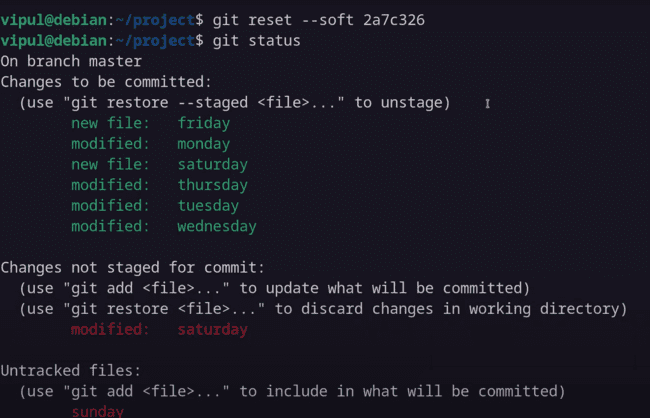 vipul@debian:~/project$ git reset --soft 2a7c326
vipul@debian:~/project$ git status
On branch master
Changes to be committed:
  (use "git restore --staged <file>..." to unstage)
        new file:   friday
        modified:   monday
        new file:   saturday
        modified:   thursday
        modified:   tuesday
        modified:   wednesday

Changes not staged for commit:
  (use "git add <file>..." to update what will be committed)
  (use "git restore <file>..." to discard changes in working directory)
        modified:   saturday

Untracked files:
  (use "git add <file>..." to include in what will be committed)
        sunday